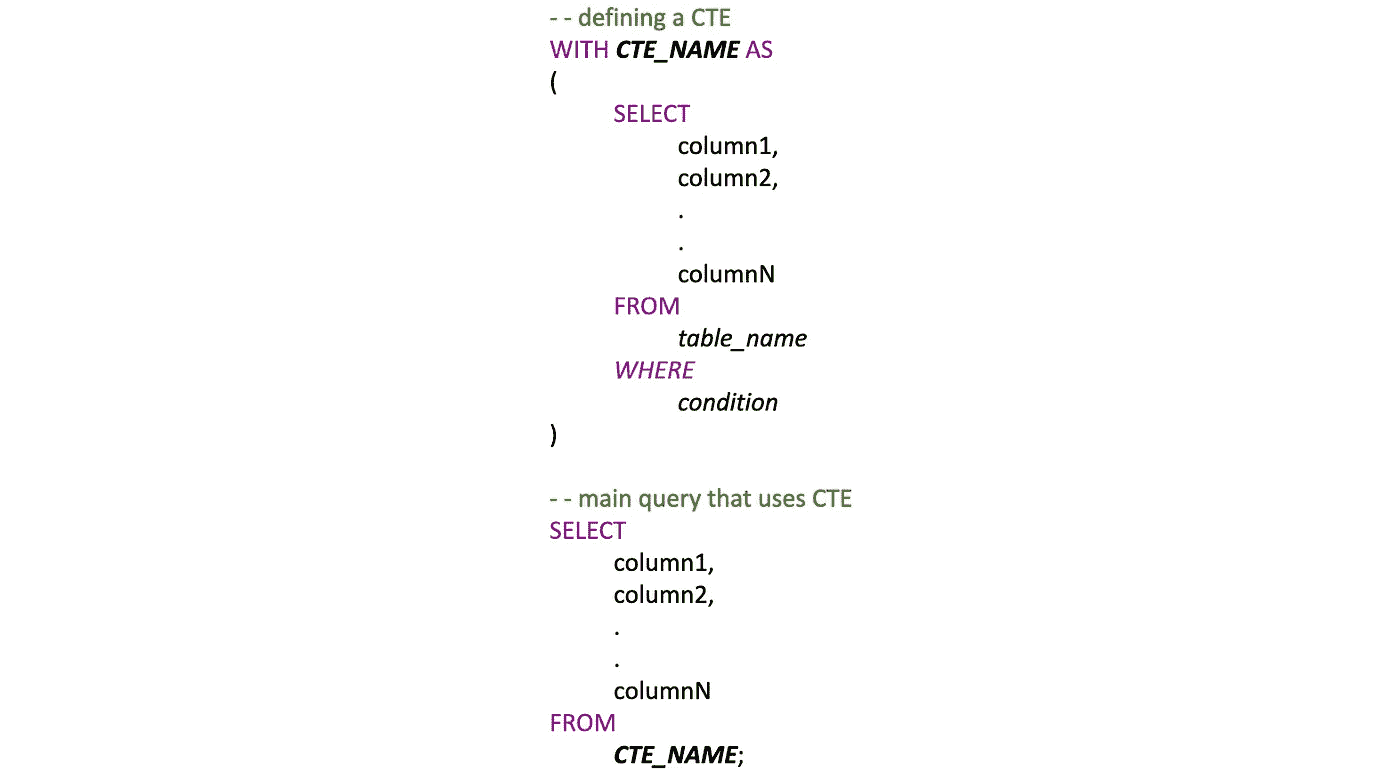 - - defining a CTE
WITH CTE_NAME AS
(
SELECT
column1,
column2,
.
.
columnN
FROM
table_name
WHERE
condition
)
- - main query that uses CTE
SELECT
column1,
column2,
.
.
columnN
FROM
CTE_NAME;